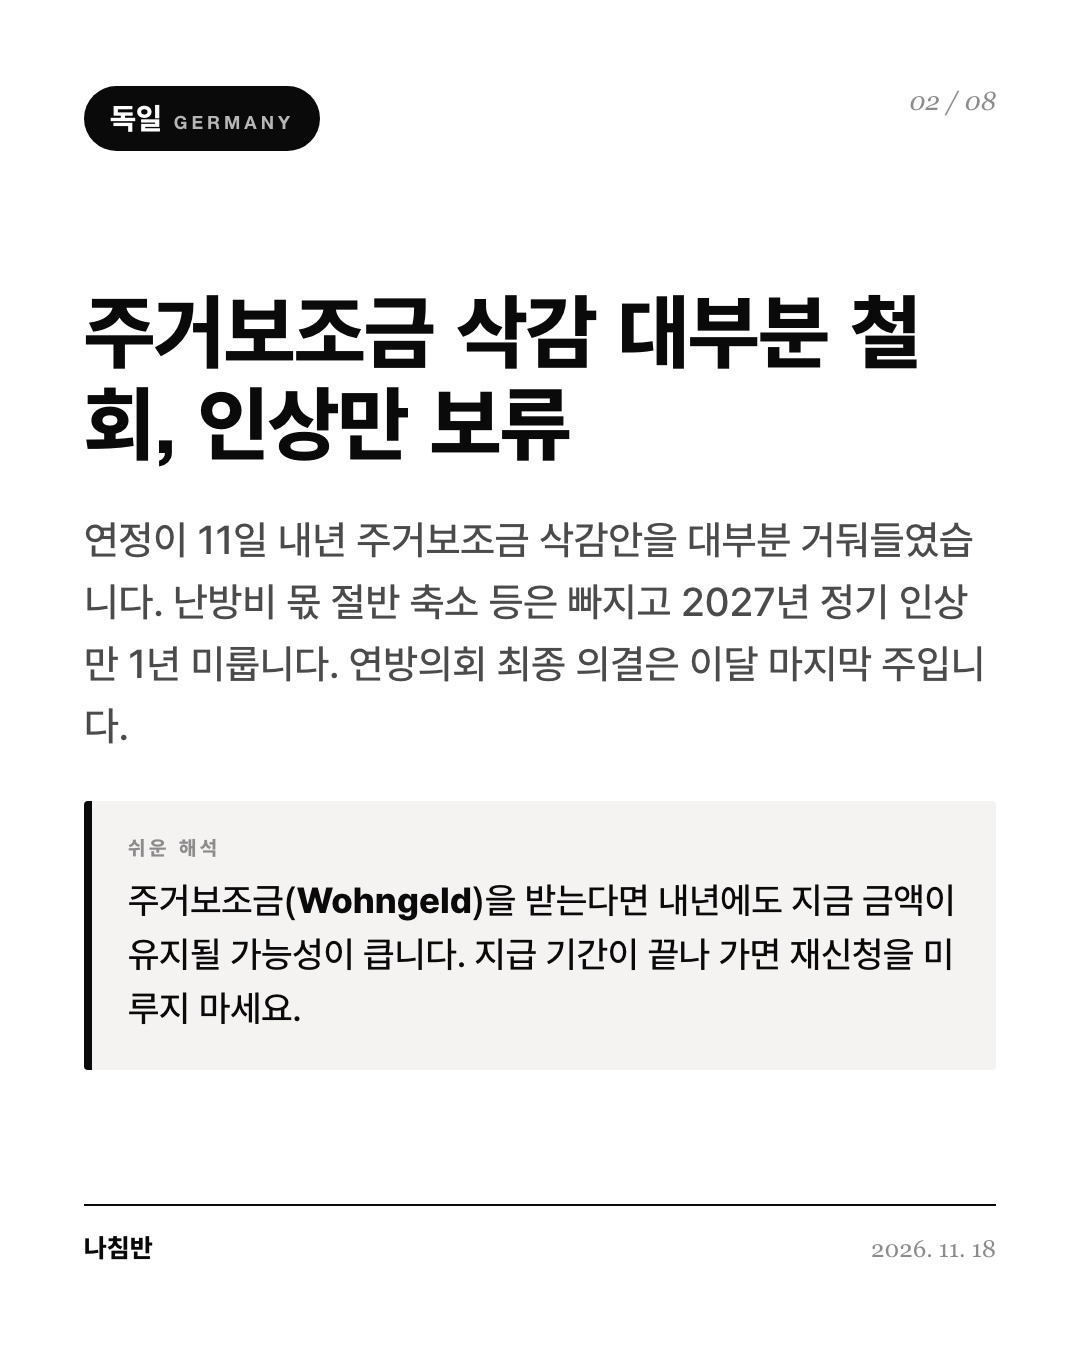 독일 GERMANY
02 / 08
주거보조금 삭감 대부분 철
회, 인상만 보류
연정이 11일 내년 주거보조금 삭감안을 대부분 거둬들였습
니다. 난방비 몫 절반 축소 등은 빠지고 2027년 정기 인상
만 1년 미룹니다. 연방의회 최종 의결은 이달 마지막 주입니
다.
쉬운 해석
주거보조금(Wohngeld)을 받는다면 내년에도 지금 금액이
유지될 가능성이 큽니다. 지급 기간이 끝나 가면 재신청을 미
루지 마세요.
나침반
2026. 11. 18